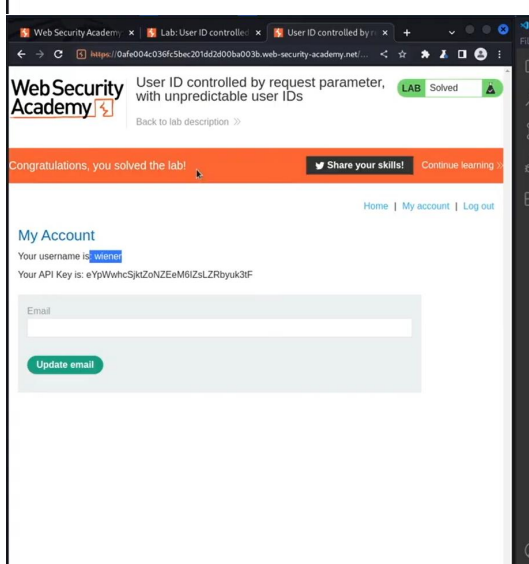 Web Security Academy
Lab: User ID controlled
User ID controlled by re
https://0afe004c036fc5bec201dd2d00ba003b.web-security-academy.net/...
Web Security
Academy
User ID controlled by request parameter,
with unpredictable user IDs
LAB Solved
Back to lab description
Congratulations, you solved the lab!
Share your skills!
Continue learning
Home | My account | Log out
My Account
Your username is: wiener
Your API Key is: eYpWwhcSjktZoNZEeM6IZsLZRbyuk3tF
Email
Update email